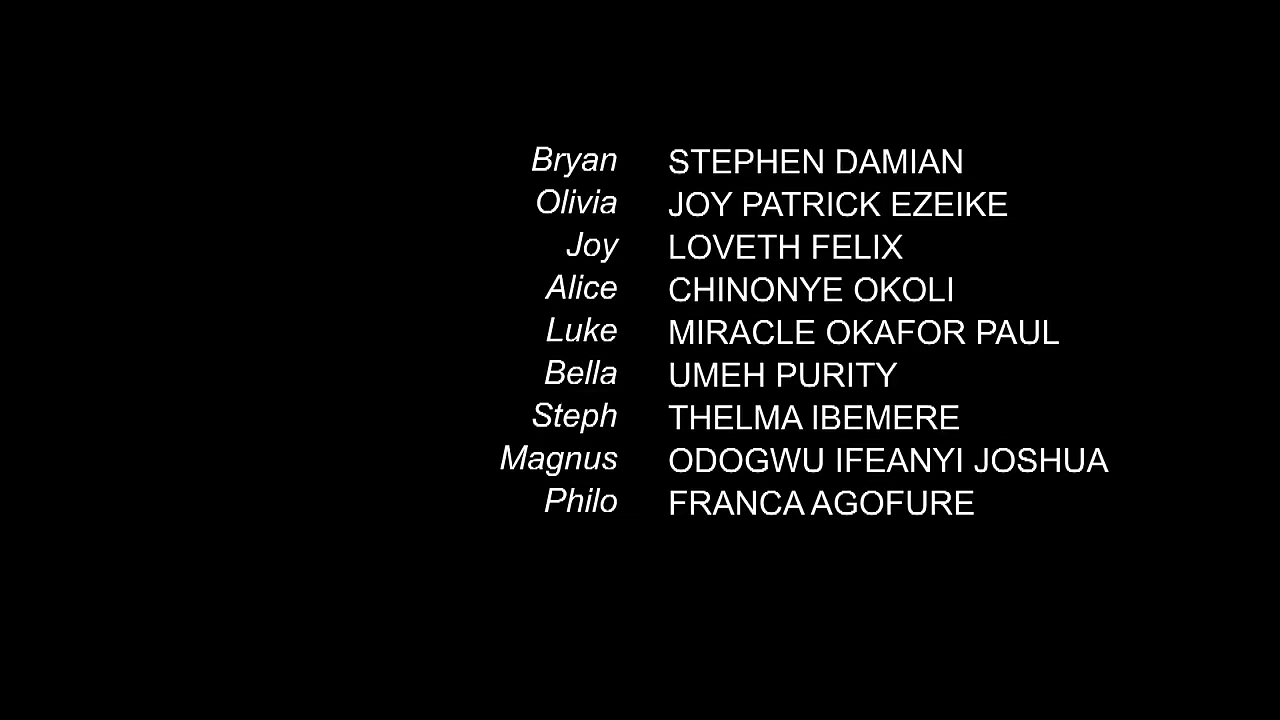 Bryan STEPHEN DAMIAN
Olivia JOY PATRICK EZEIKE
Joy LOVETH FELIX
Alice CHINONYE OKOLI
Luke MIRACLE OKAFOR PAUL
Bella UMEH PURITY
Steph THELMA IBEMERE
Magnus ODOGWU IFEANYI JOSHUA
Philo FRANCA AGOFURE